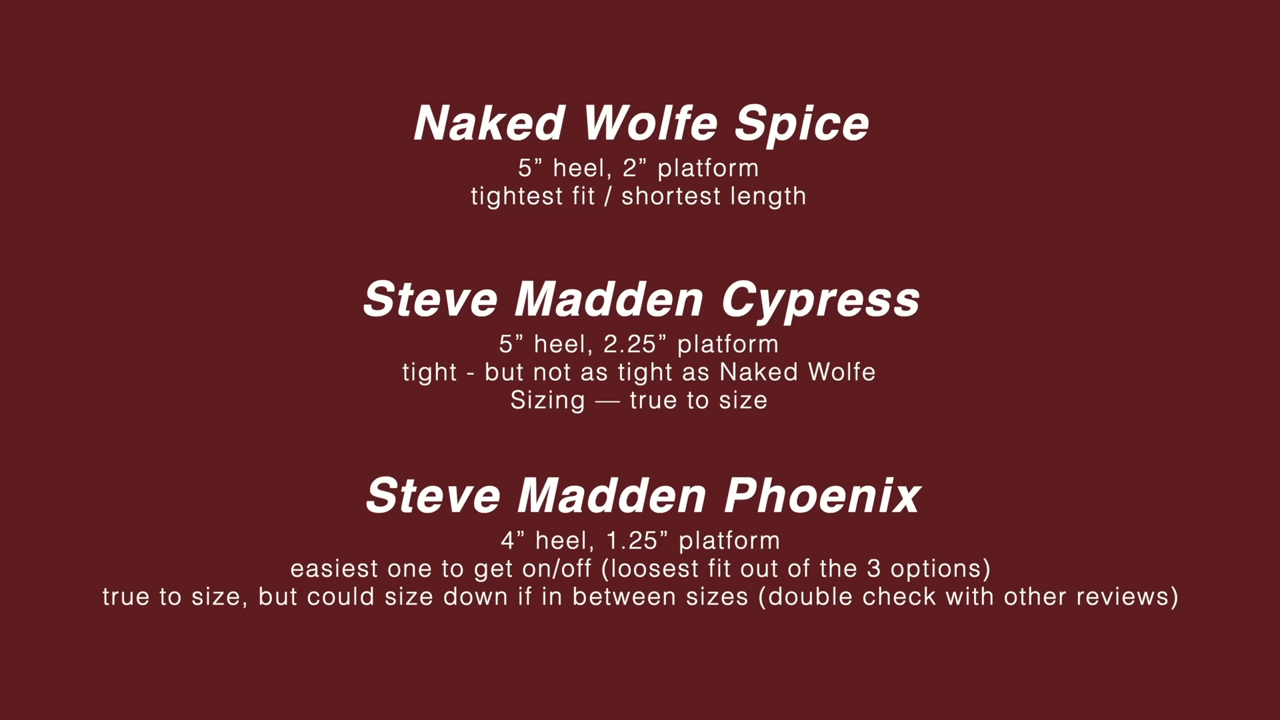 Naked Wolfe Spice
5” heel, 2” platform
tightest fit / shortest length
Steve Madden Cypress
5” heel, 2.25” platform
tight - but not as tight as Naked Wolfe
Sizing — true to size
Steve Madden Phoenix
4” heel, 1.25” platform
easiest one to get on/off (loosest fit out of the 3 options)
true to size, but could size down if in between sizes (double check with other reviews)